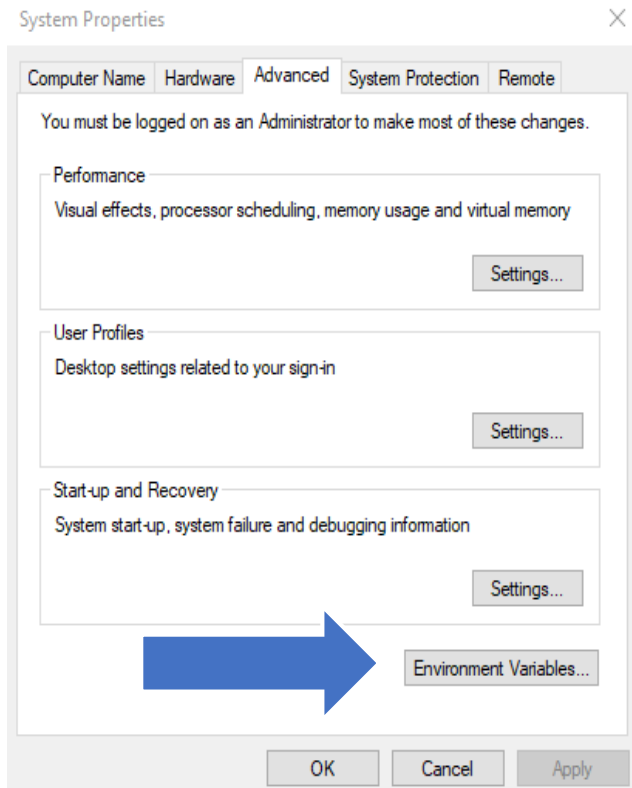 System Properties
Computer Name Hardware Advanced System Protection Remote
You must be logged on as an Administrator to make most of these changes.
Performance
Visual effects, processor scheduling, memory usage and virtual memory
Settings...
User Profiles
Desktop settings related to your sign-in
Settings...
Start-up and Recovery
System start-up, system failure and debugging information
Settings...
Environment Variables...
OK Cancel Apply